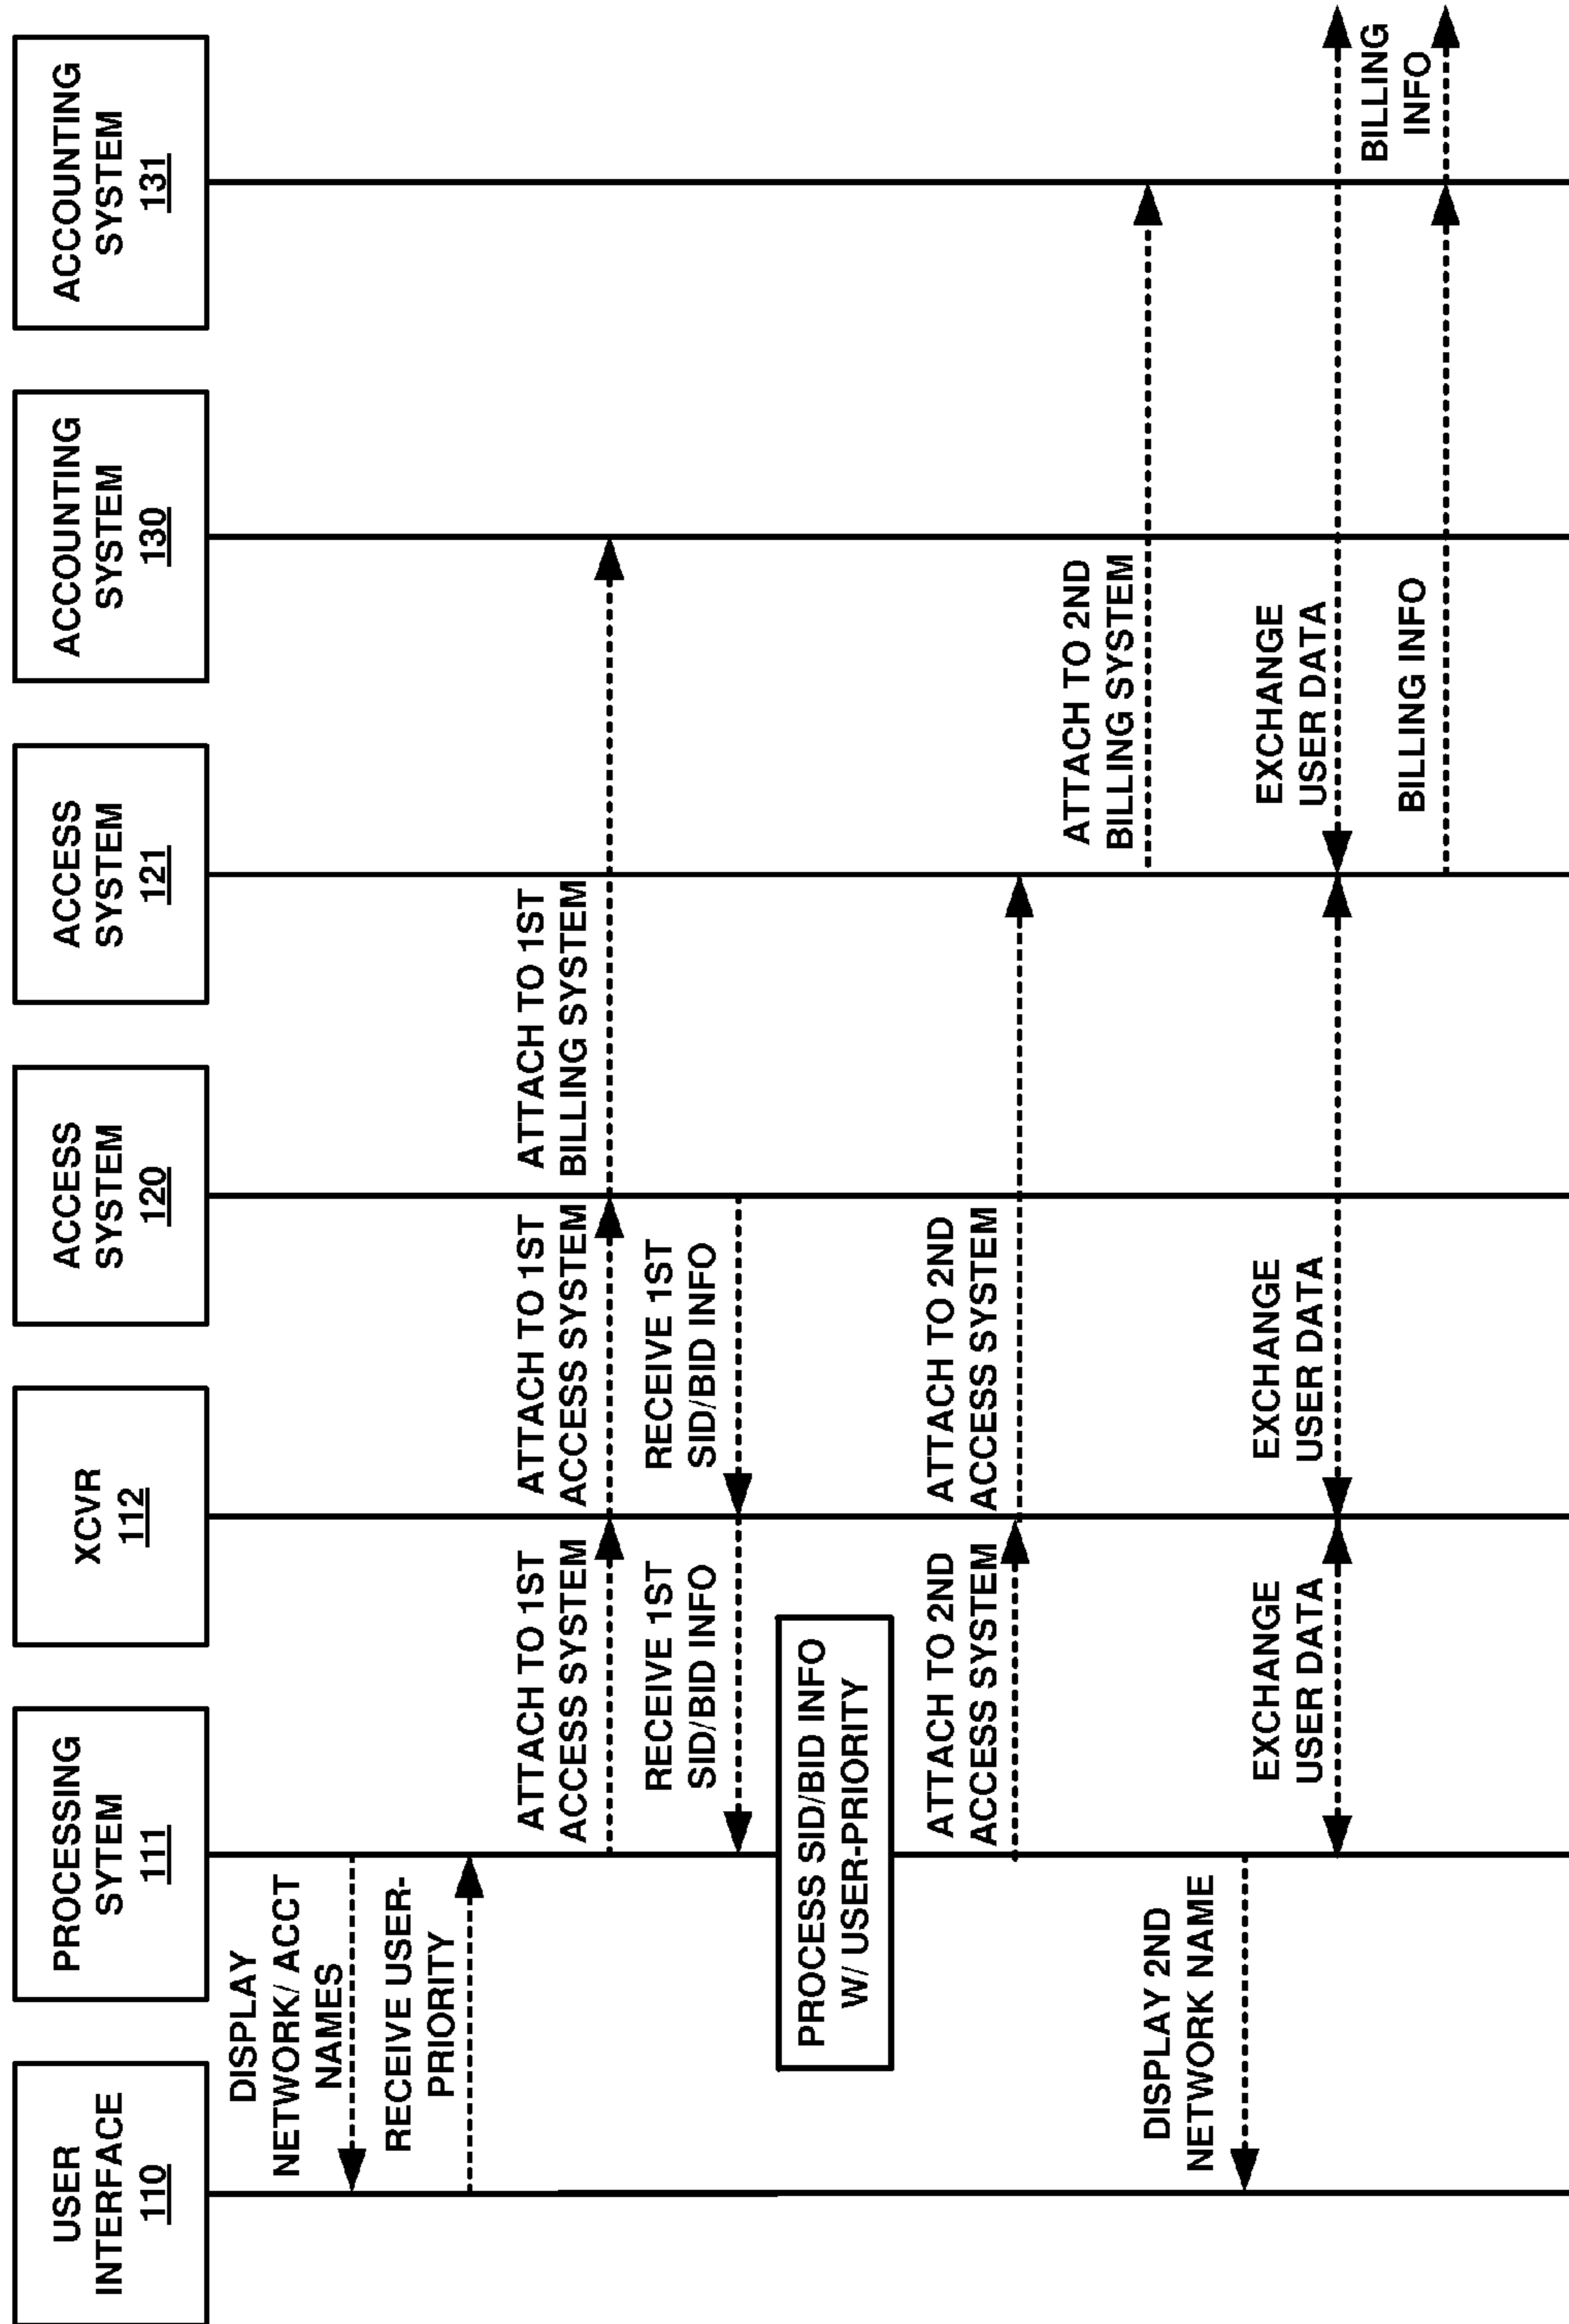 USER
INTERFACE
110
PROCESSING
SYTEM
111
XCVR
112
ACCESS
SYSTEM
120
ACCESS
SYSTEM
121
ACCOUNTING
SYSTEM
130
ACCOUNTING
SYSTEM
131
DISPLAY
NETWORK/ ACCT
NAMES
RECEIVE USER-
PRIORITY
ATTACH TO 1ST
ACCESS SYSTEM
ATTACH TO 1ST
ACCESS SYSTEM
ATTACH TO 1ST
BILLING SYSTEM
RECEIVE 1ST
SID/BID INFO
RECEIVE 1ST
SID/BID INFO
PROCESS SID/BID INFO
W/ USER-PRIORITY
ATTACH TO 2ND
ACCESS SYSTEM
ATTACH TO 2ND
ACCESS SYSTEM
ATTACH TO 2ND
BILLING SYSTEM
DISPLAY 2ND
NETWORK NAME
EXCHANGE
USER DATA
EXCHANGE
USER DATA
EXCHANGE
USER DATA
BILLING INFO
BILLING
INFO